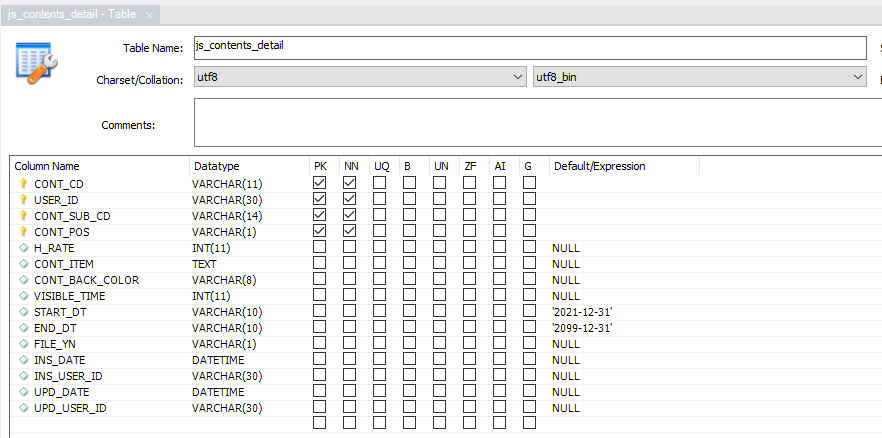 js_contents_detail - Table
Table Name: js_contents_detail
Charset/Collation: utf8 utf8_bin
Comments:
Column Name Datatype PK NN UQ B UN ZF AI G Default/Expression
CONT_CD VARCHAR(11)
USER_ID VARCHAR(30)
CONT_SUB_CD VARCHAR(14)
CONT_POS VARCHAR(1)
H_RATE INT(11) NULL
CONT_ITEM TEXT NULL
CONT_BACK_COLOR VARCHAR(8) NULL
VISIBLE_TIME INT(11) NULL
START_DT VARCHAR(10) '2021-12-31'
END_DT VARCHAR(10) '2099-12-31'
FILE_YN VARCHAR(1) NULL
INS_DATE DATETIME NULL
INS_USER_ID VARCHAR(30) NULL
UPD_DATE DATETIME NULL
UPD_USER_ID VARCHAR(30) NULL